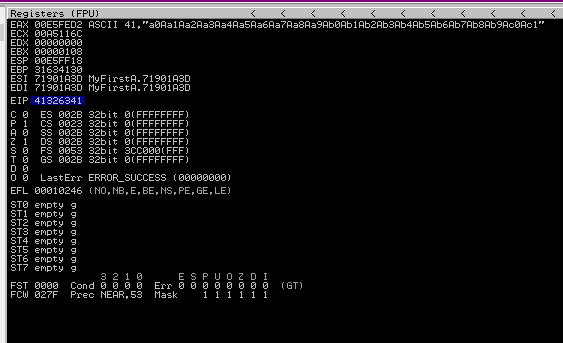 Registers (FPU) < < < < < < < < <
EAX 00E5FED2 ASCII 41,"a0Aa1Aa2Aa3Aa4Aa5Aa6Aa7Aa8Aa9Ab0Ab1Ab2Ab3Ab4Ab5Ab6Ab7Ab8Ab9Ac0Ac1"
ECX 00A5116C
EDX 00000000
EBX 00000108
ESP 00E5FF18
EBP 31634130
ESI 71901A3D MyFirstA.71901A3D
EDI 71901A3D MyFirstA.71901A3D
EIP 41326341
C 0 ES 002B 32bit 0(FFFFFFFF)
P 1 CS 0023 32bit 0(FFFFFFFF)
A 0 SS 002B 32bit 0(FFFFFFFF)
Z 1 DS 002B 32bit 0(FFFFFFFF)
S 0 FS 0053 32bit 3CC000(FFF)
T 0 GS 002B 32bit 0(FFFFFFFF)
D 0
O 0 LastErr ERROR_SUCCESS (00000000)
EFL 00010246 (NO,NB,E,BE,NS,PE,GE,LE)
ST0 empty g
ST1 empty g
ST2 empty g
ST3 empty g
ST4 empty g
ST5 empty g
ST6 empty g
ST7 empty g
3 2 1 0 E S P U O Z D I
FST 0000 Cond 0 0 0 0 Err 0 0 0 0 0 0 0 0 (GT)
FCW 027F Prec NEAR,53 Mask 1 1 1 1 1 1